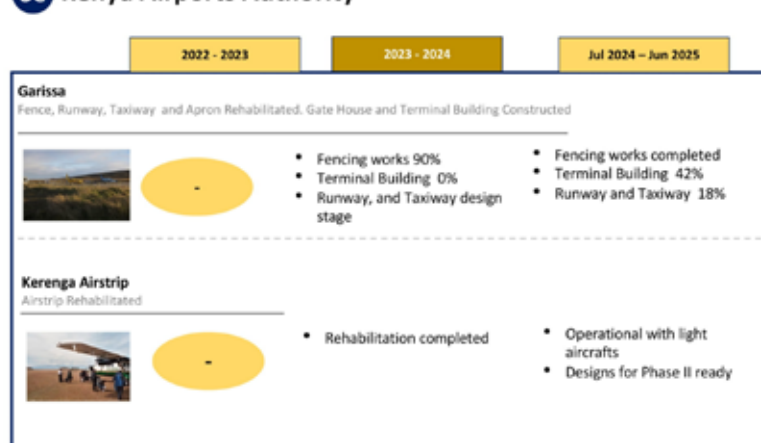 Kenya Airports Authority
2022 - 2023
2023 - 2024
Jul 2024 – Jun 2025
Garissa
Fence, Runway, Taxiway and Apron Rehabilitated. Gate House and Terminal Building Constructed
-
• Fencing works 90%
• Terminal Building 0%
• Runway, and Taxiway design
stage
• Fencing works completed
• Terminal Building 42%
• Runway and Taxiway 18%
Kerenga Airstrip
Airstrip Rehabilitated
-
• Rehabilitation completed
• Operational with light
aircrafts
• Designs for Phase II ready